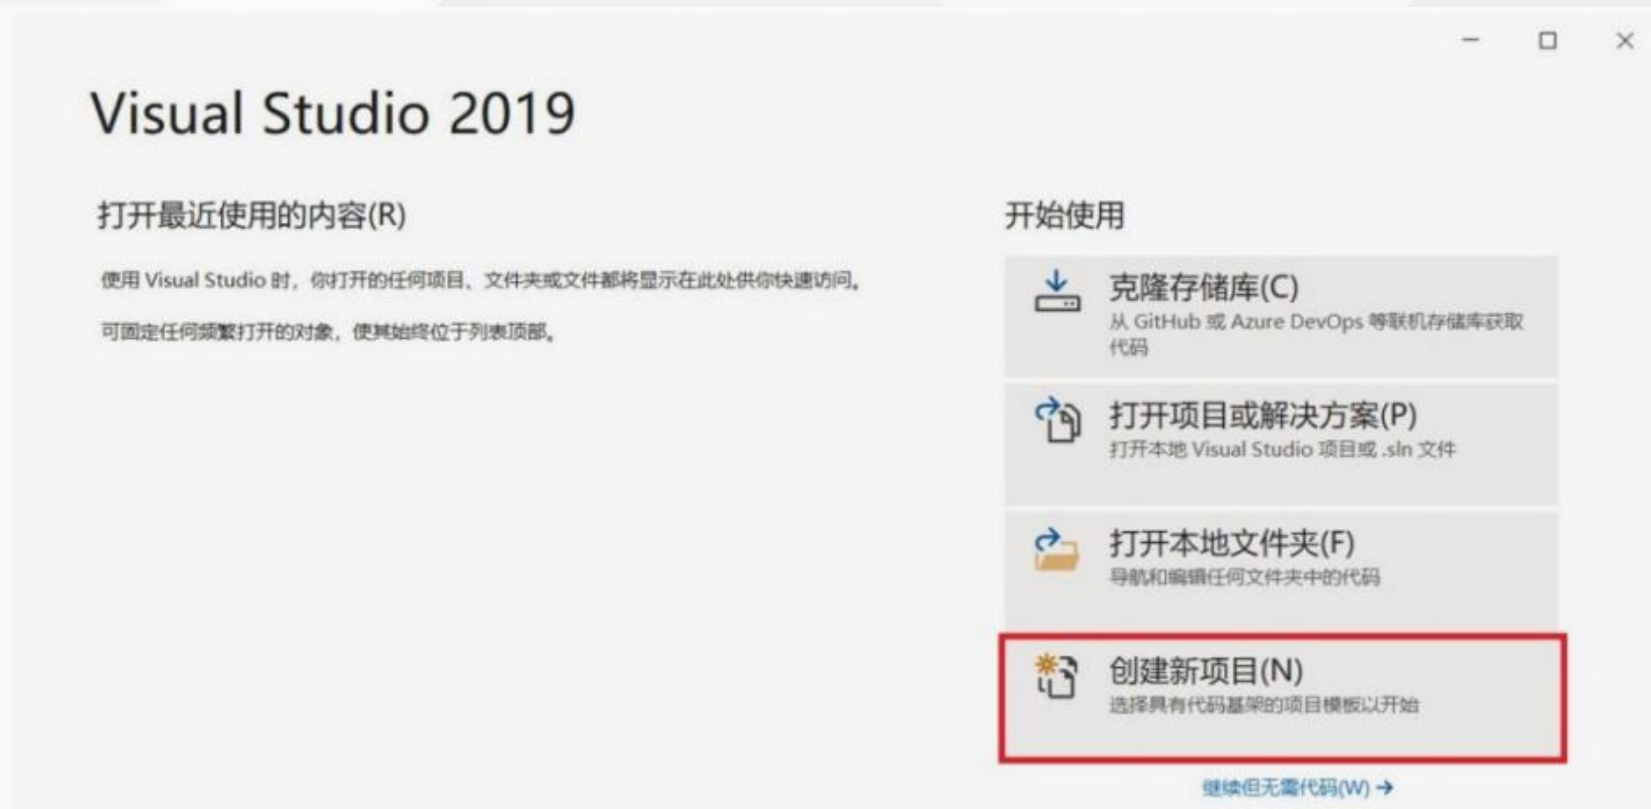 Visual Studio 2019
打开最近使用的内容(R)
使用 Visual Studio 时，你打开的任何项目、文件夹或文件都将显示在此处供你快速访问。
可固定任何频繁打开的对象，使其始终位于列表顶部。
开始使用
克隆存储库(C)
从 GitHub 或 Azure DevOps 等联机存储库获取
代码
打开项目或解决方案(P)
打开本地 Visual Studio 项目或 .sln 文件
打开本地文件夹(F)
导航和编辑任何文件夹中的代码
创建新项目(N)
选择具有代码基架的项目模板以开始
继续但无需代码(W) →